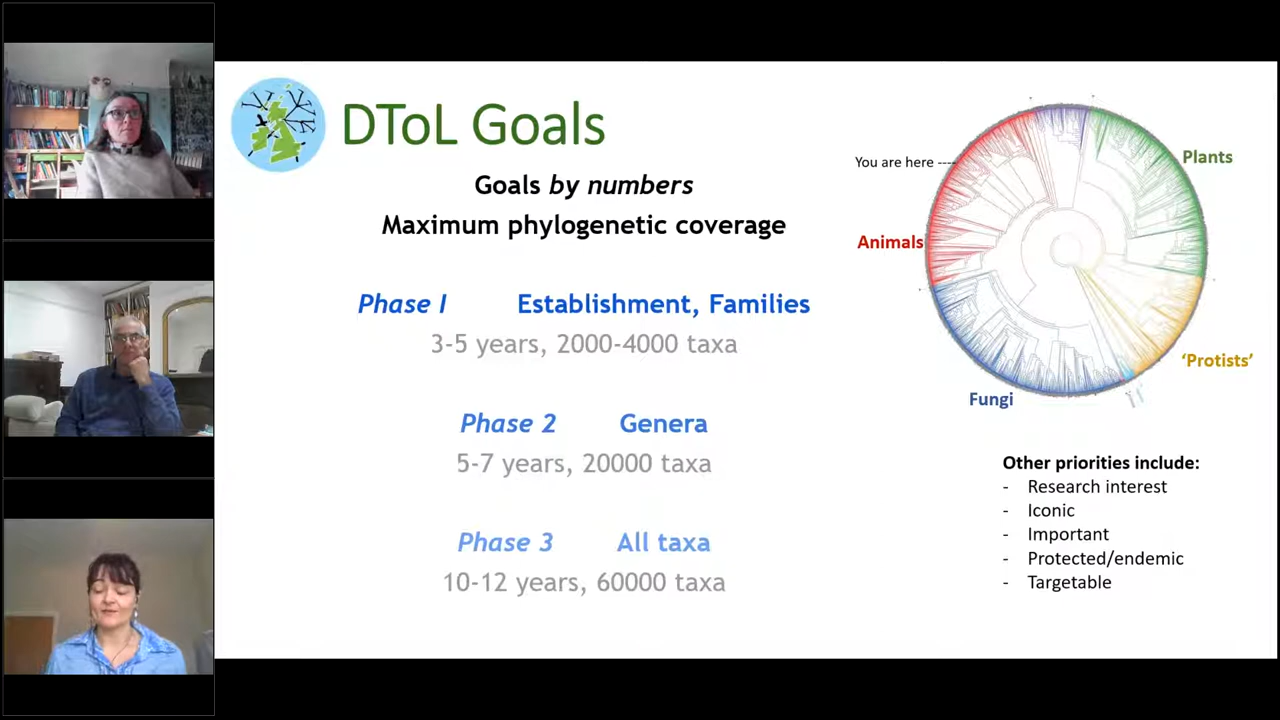 DToL Goals
Goals by numbers
Maximum phylogenetic coverage
Phase I Establishment, Families
3-5 years, 2000-4000 taxa
Phase 2 Genera
5-7 years, 20000 taxa
Phase 3 All taxa
10-12 years, 60000 taxa
You are here ----
Plants
Animals
'Protists'
Fungi
Other priorities include:
- Research interest
- Iconic
- Important
- Protected/endemic
- Targetable